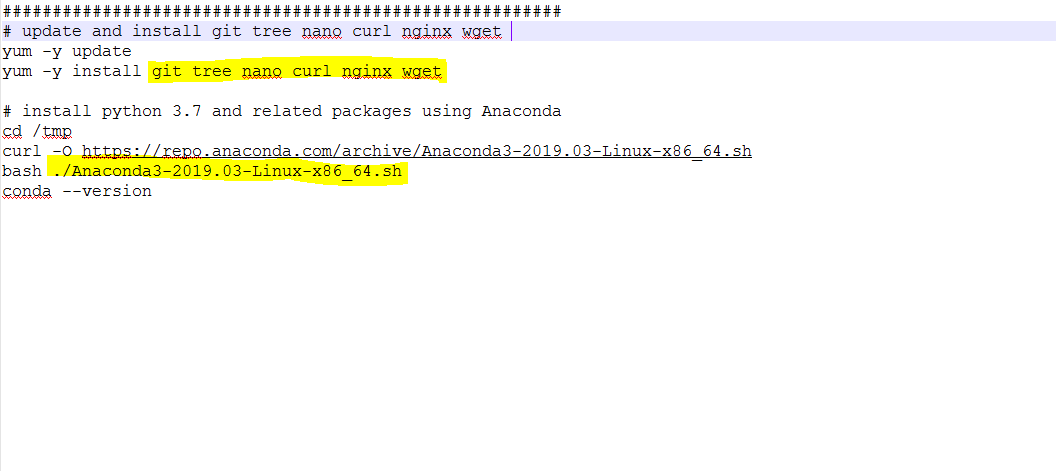 ########################################################
# update and install git tree nano curl nginx wget
yum -y update
yum -y install git tree nano curl nginx wget
# install python 3.7 and related packages using Anaconda
cd /tmp
curl -O https://repo.anaconda.com/archive/Anaconda3-2019.03-Linux-x86_64.sh
bash ./Anaconda3-2019.03-Linux-x86_64.sh
conda --version